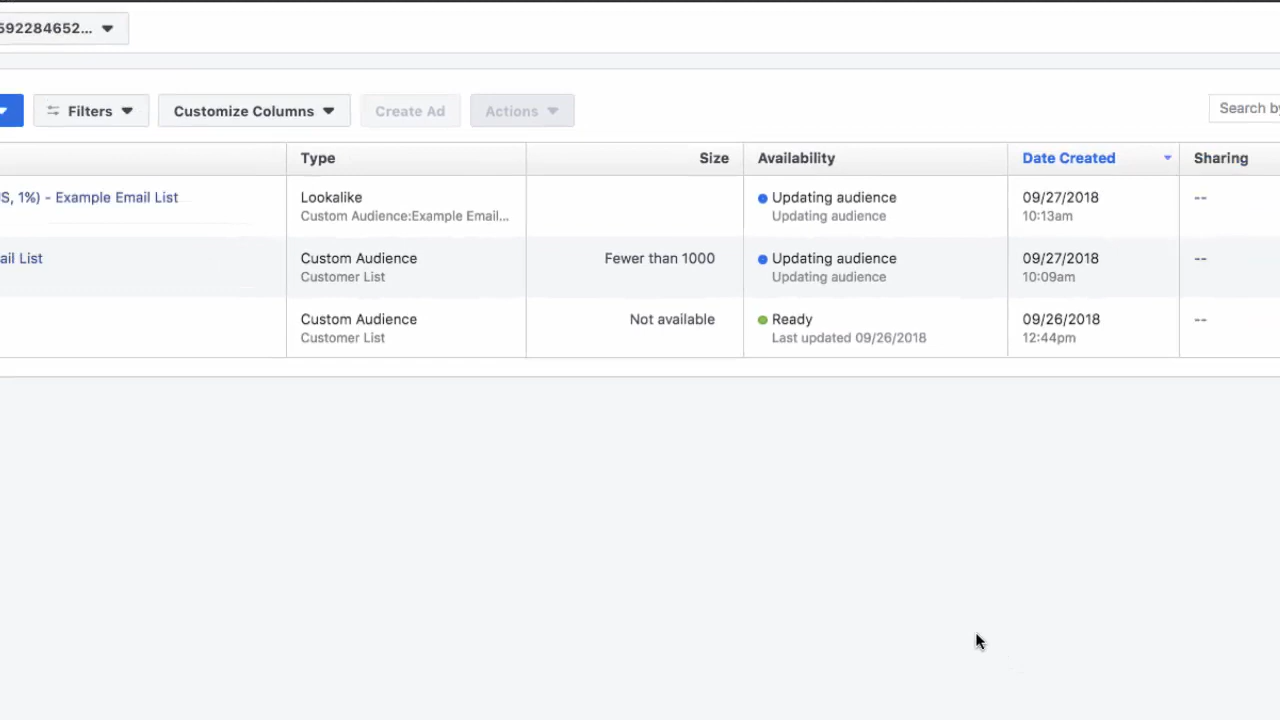 592284652...
Filters Customize Columns Create Ad Actions Search by
Type Size Availability Date Created Sharing
S, 1%) - Example Email List Lookalike Updating audience 09/27/2018 --
Custom Audience:Example Email... Updating audience 10:13am
ail List Custom Audience Fewer than 1000 Updating audience 09/27/2018 --
Customer List Updating audience 10:09am
Custom Audience Not available Ready 09/26/2018 --
Customer List Last updated 09/26/2018 12:44pm